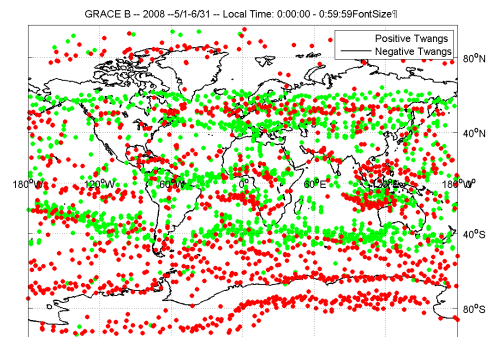 GRACE B -- 2008 --5/1-6/31 -- Local Time: 0:00:00 - 0:59:59FontSize¶
Positive Twangs
Negative Twangs
80°N
40°N
180°W 120°W 60°W 0° 60°E 120°E 180°W 0°
40°S
80°S